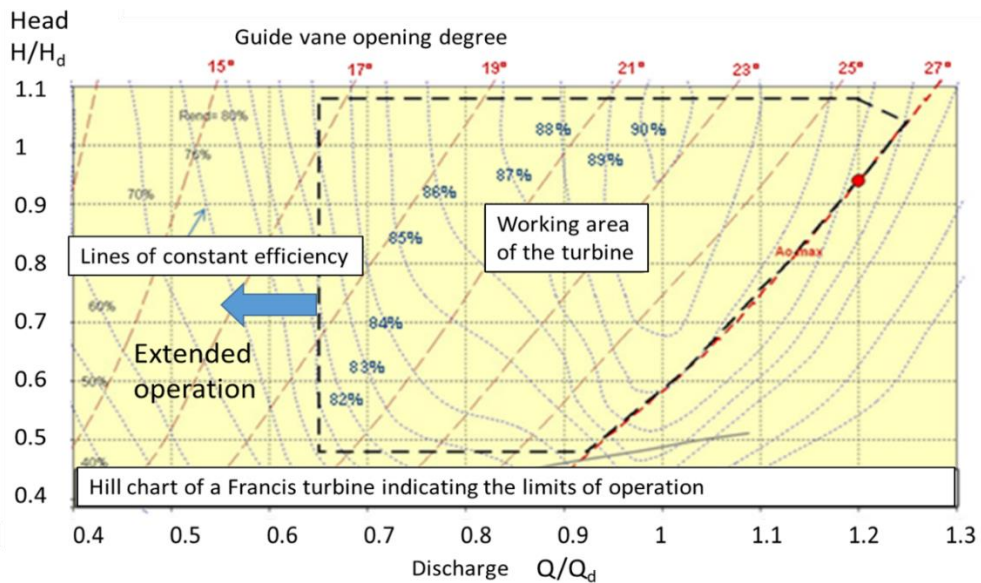 Head
H/Hd
Guide vane opening degree
15° 17° 19° 21° 23° 25° 27°
1.1
Rend= 80%
88% 90%
1
75%
89%
87%
70%
86%
0.9
Working area
of the turbine
85%
Lines of constant efficiency
Ao max
0.8
60%
84%
0.7
Extended
operation
83%
0.6
50%
82%
0.5
40%
Hill chart of a Francis turbine indicating the limits of operation
0.4
0.4 0.5 0.6 0.7 0.8 0.9 1 1.1 1.2 1.3
Discharge Q/Qd